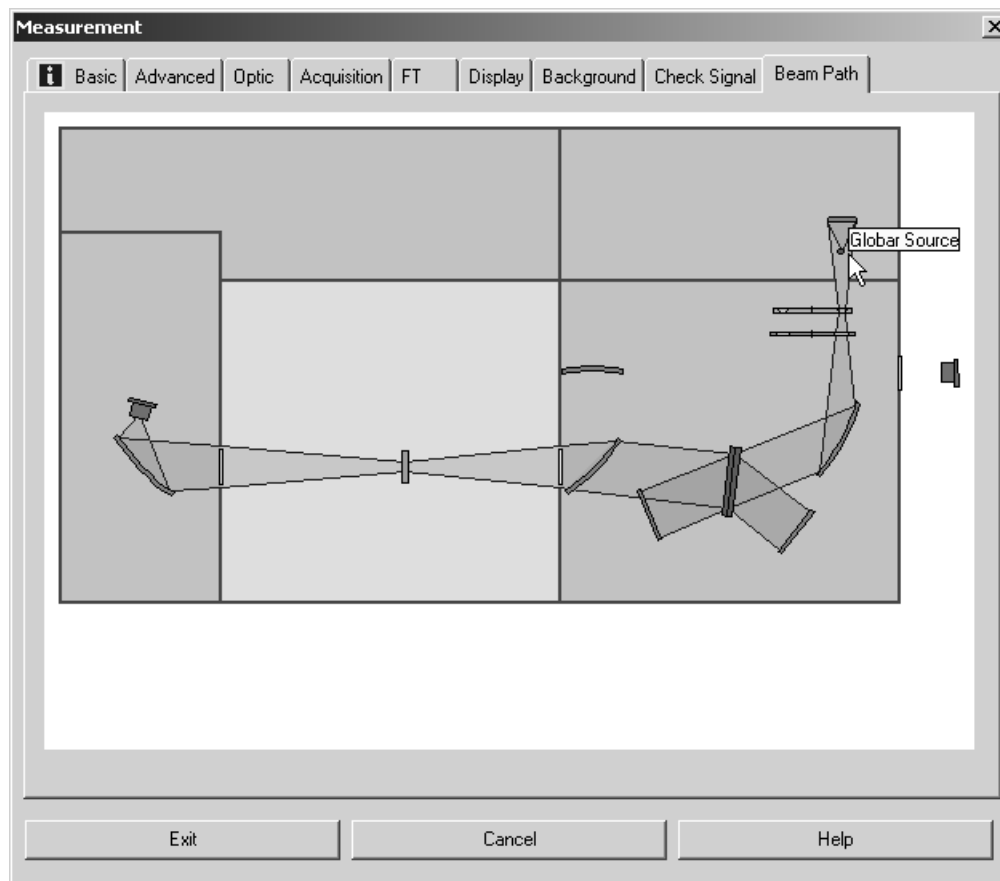 Measurement
i Basic Advanced Optic Acquisition FT Display Background Check Signal Beam Path
Globar Source
Exit Cancel Help